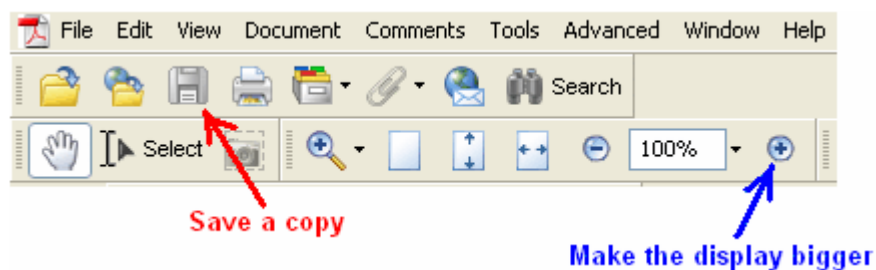 File Edit View Document Comments Tools Advanced Window Help
Search
Select 100%
Save a copy
Make the display bigger